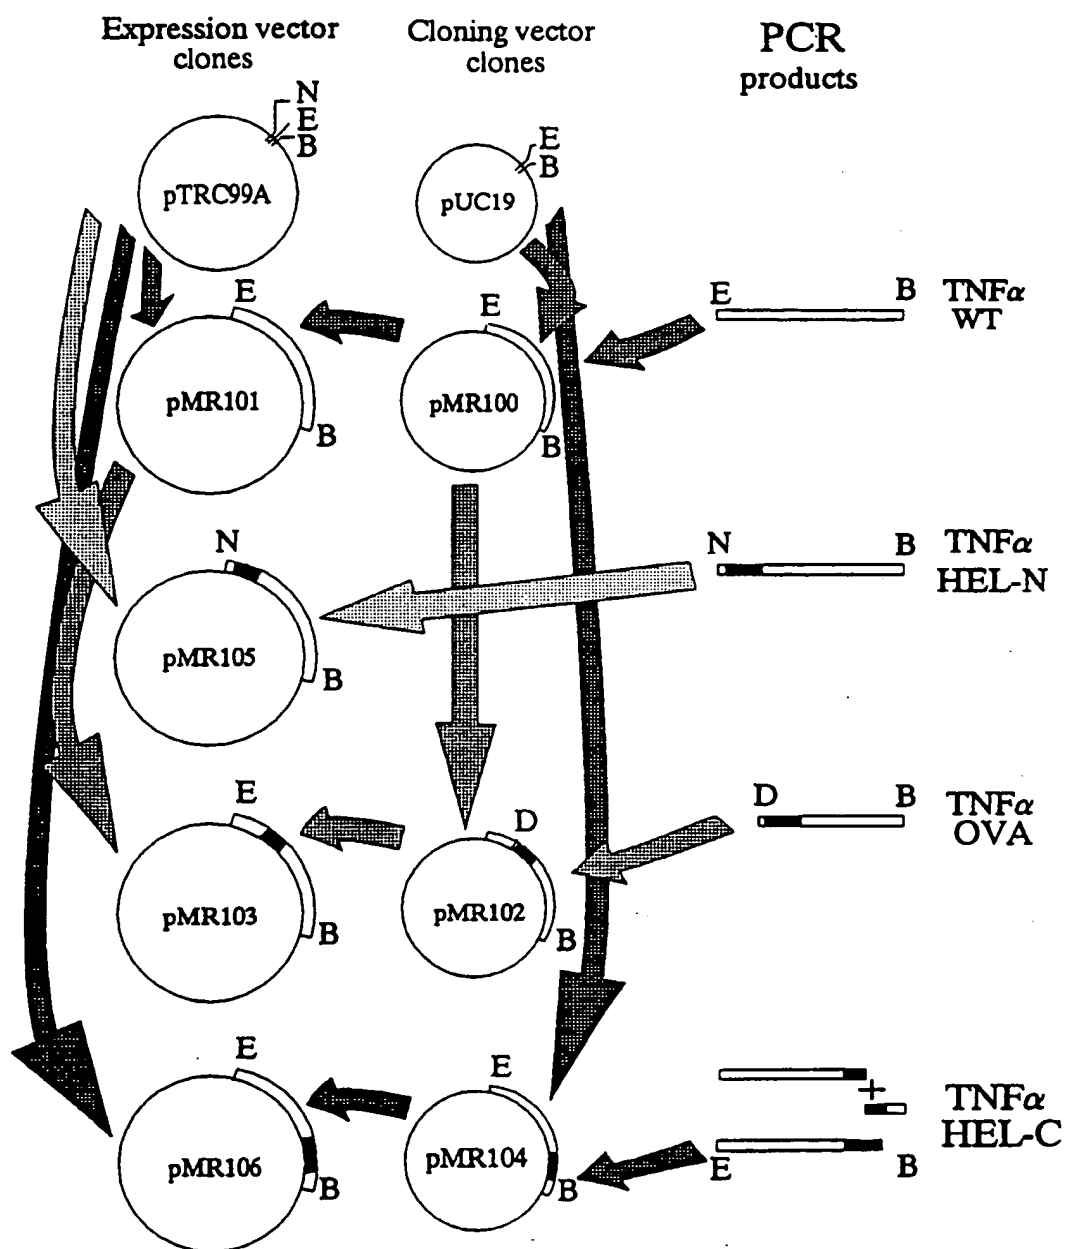 Expression vector
clones
Cloning vector
clones
PCR
products
N
E
B
pTRC99A
E
B
pUC19
E
B
pMR101
E
B
pMR100
E
B
TNFα
WT
N
B
pMR105
N
B
TNFα
HEL-N
E
B
pMR103
D
B
pMR102
D
B
TNFα
OVA
E
B
pMR106
E
B
pMR104
+
E
B
TNFα
HEL-C